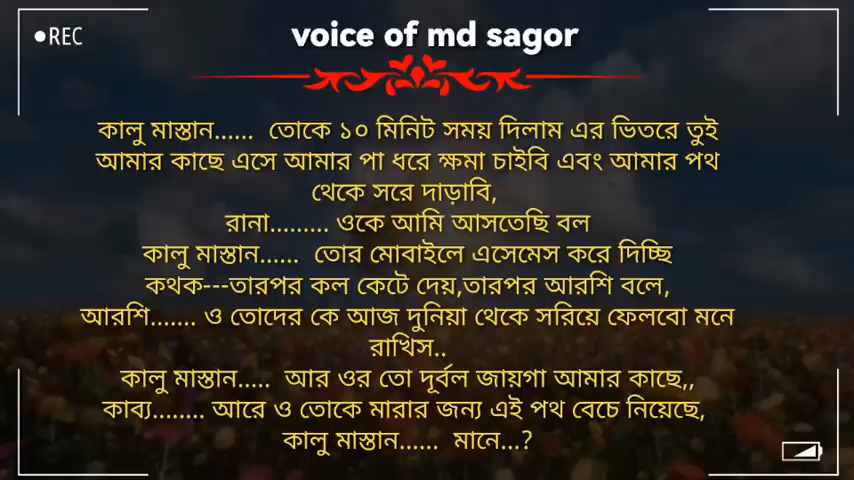 ●REC
voice of md sagor
কালু মাস্তান...... তোকে ১০ মিনিট সময় দিলাম এর ভিতরে তুই
আমার কাছে এসে আমার পা ধরে ক্ষমা চাইবি এবং আমার পথ
থেকে সরে দাড়াবি,
রানা......... ওকে আমি আসতেছি বল
কালু মাস্তান...... তোর মোবাইলে এসেমেস করে দিচ্ছি
কথক---তারপর কল কেটে দেয়,তারপর আরশি বলে,
আরশি....... ও তোদের কে আজ দুনিয়া থেকে সরিয়ে ফেলবো মনে
রাখিস..
কালু মাস্তান..... আর ওর তো দূর্বল জায়গা আমার কাছে,,
কাব্য........ আরে ও তোকে মারার জন্য এই পথ বেচে নিয়েছে,
কালু মাস্তান...... মানে...?